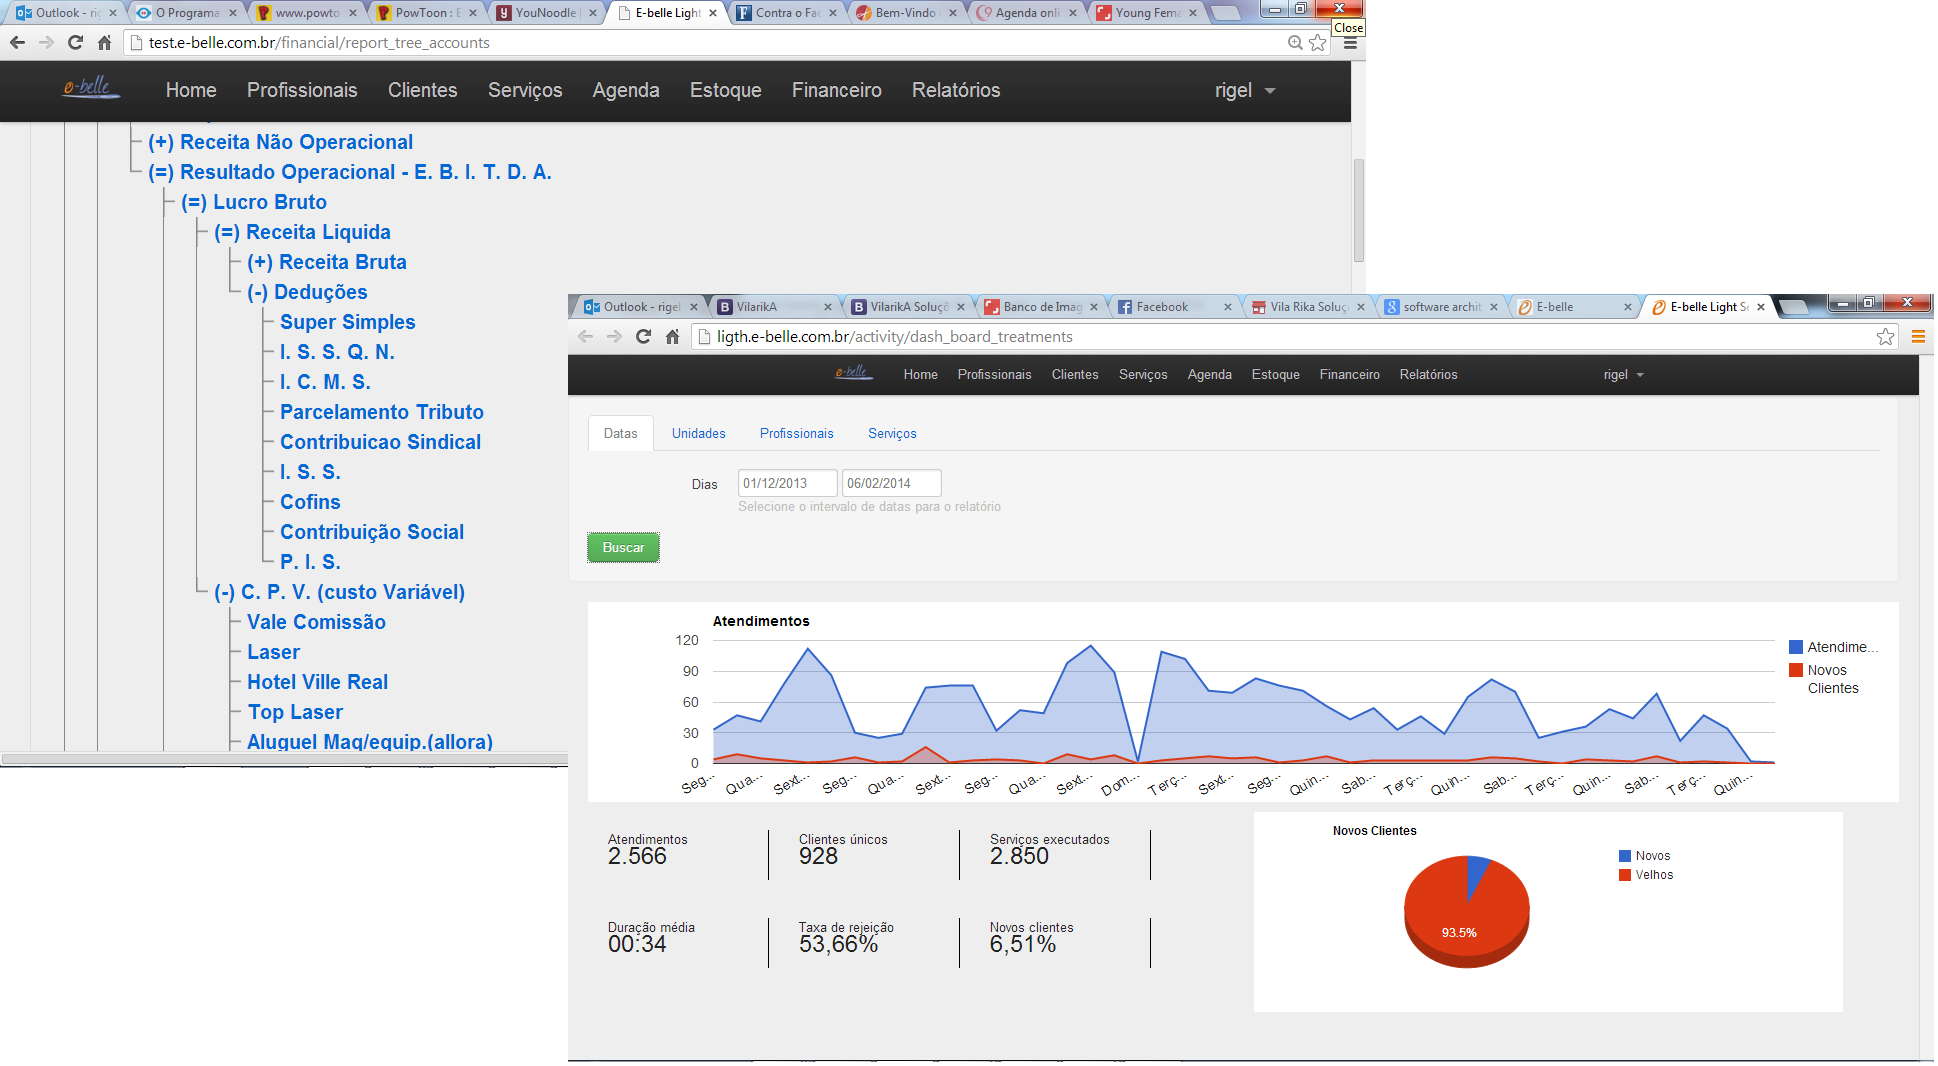 Outlook - rig
O Programa
www.powto
PowToon : E
YouNoodle
E-belle Light
Contra o Fac
Bem-Vindo
Agenda onli
Young Fema
Close
test.e-belle.com.br/financial/report_tree_accounts
e-belle
Home Profissionais Clientes Serviços Agenda Estoque Financeiro Relatórios rigel
(+) Receita Não Operacional
(=) Resultado Operacional - E. B. I. T. D. A.
(=) Lucro Bruto
(=) Receita Liquida
(+) Receita Bruta
(-) Deduções
Super Simples
I. S. S. Q. N.
I. C. M. S.
Parcelamento Tributo
Contribuicao Sindical
I. S. S.
Cofins
Contribuição Social
P. I. S.
(-) C. P. V. (custo Variável)
Vale Comissão
Laser
Hotel Ville Real
Top Laser
Aluguel Maq/equip.(allora)
Outlook - rigel
VilarikA
VilarikA Soluçõ
Banco de Imag
Facebook
Vila Rika Soluç
software archit
E-belle
E-belle Light Se
ligth.e-belle.com.br/activity/dash_board_treatments
e-belle
Home Profissionais Clientes Serviços Agenda Estoque Financeiro Relatórios rigel
Datas Unidades Profissionais Serviços
Dias 01/12/2013 06/02/2014
Selecione o intervalo de datas para o relatório
Buscar
Atendimentos
120
90
60
30
0
Seg... Qua... Sext... Seg... Qua... Sext... Seg... Qua... Sext... Dom... Terç... Sext... Seg... Quin... Sab... Terç... Quin... Sab... Terç... Quin... Sab... Terç... Quin...
Atendime...
Novos
Clientes
Atendimentos Clientes únicos Serviços executados
2.566 928 2.850
Duração média Taxa de rejeição Novos clientes
00:34 53,66% 6,51%
Novos Clientes
Novos
Velhos
93.5%